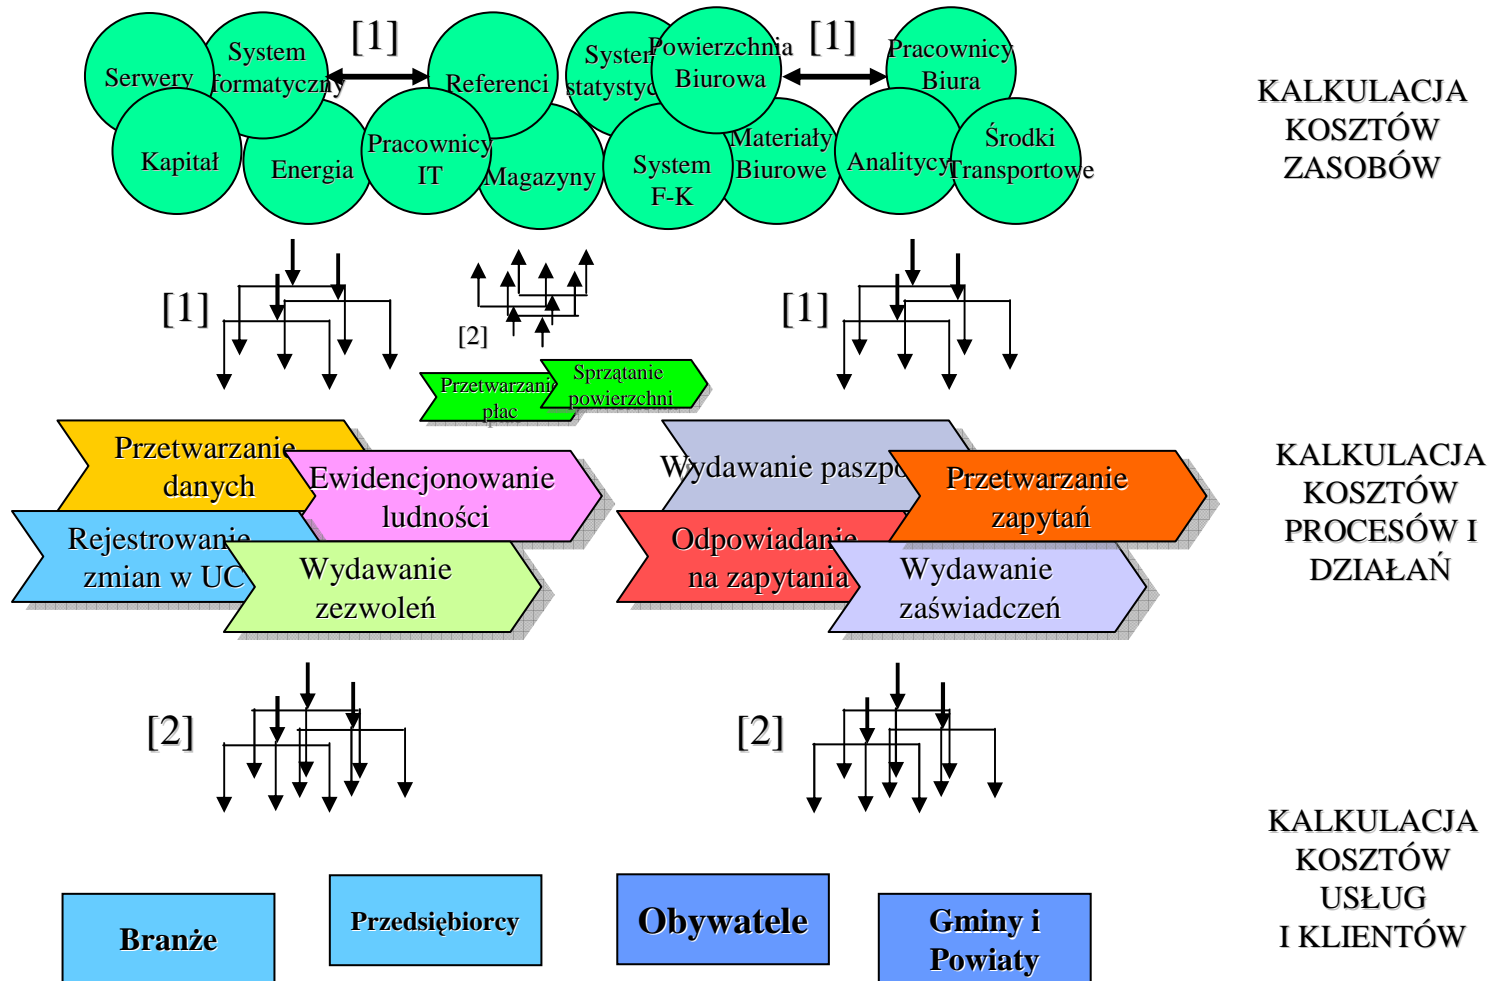 [1]
[1]
Serwery
System
formatyczny
Referenci
System
statystyc
Powierzchnia
Biurowa
Pracownicy
Biura
Kapitał
Energia
Pracownicy
IT
Magazyny
System
F-K
Materiały
Biurowe
Analitycy
Środki
Transportowe
KALKULACJA
KOSZTÓW
ZASOBÓW
[1]
[2]
[1]
Przetwarzanie
płac
Sprzątanie
powierzchni
Przetwarzanie
danych
Ewidencjonowanie
ludności
Rejestrowanie
zmian w UC
Wydawanie
zezwoleń
Wydawanie paszpo
Przetwarzanie
zapytań
Odpowiadanie
na zapytania
Wydawanie
zaświadczeń
KALKULACJA
KOSZTÓW
PROCESÓW I
DZIAŁAŃ
[2]
[2]
Branże
Przedsiębiorcy
Obywatele
Gminy i
Powiaty
KALKULACJA
KOSZTÓW
USŁUG
I KLIENTÓW